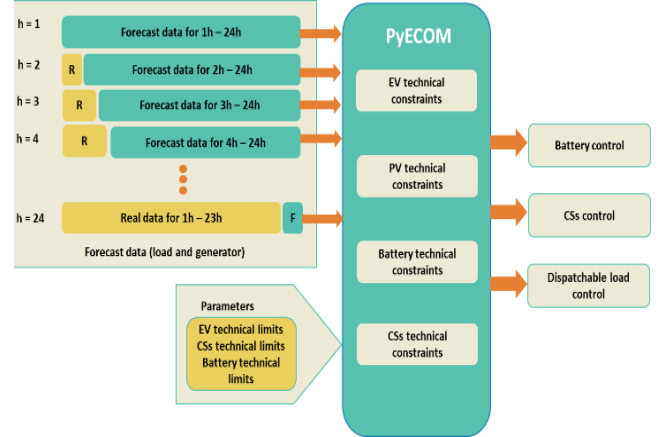 h = 1
Forecast data for 1h – 24h
h = 2
R
Forecast data for 2h – 24h
h = 3
R
Forecast data for 3h – 24h
h = 4
R
Forecast data for 4h – 24h
h = 24
Real data for 1h – 23h
F
Forecast data (load and generator)
Parameters
EV technical limits
CSs technical limits
Battery technical
limits
PyECOM
EV technical
constraints
PV technical
constraints
Battery technical
constraints
CSs technical
constraints
Battery control
CSs control
Dispatchable load
control